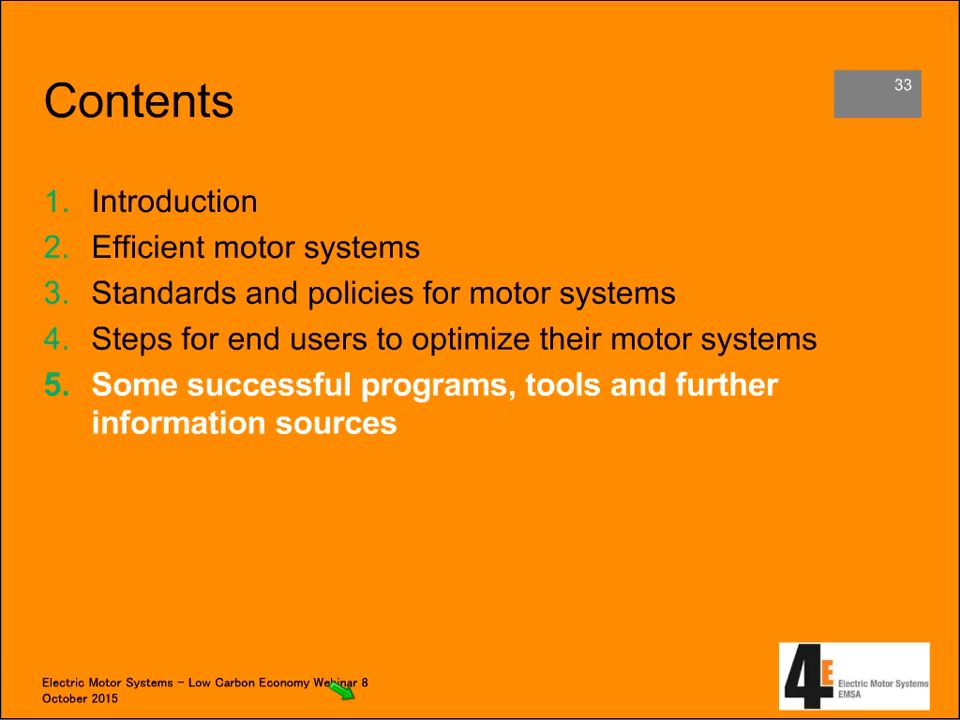 Contents
33
1. Introduction
2. Efficient motor systems
3. Standards and policies for motor systems
4. Steps for end users to optimize their motor systems
5. Some successful programs, tools and further
information sources
Electric Motor Systems – Low Carbon Economy Webinar 8
October 2015
4E Electric Motor Systems
EMSA